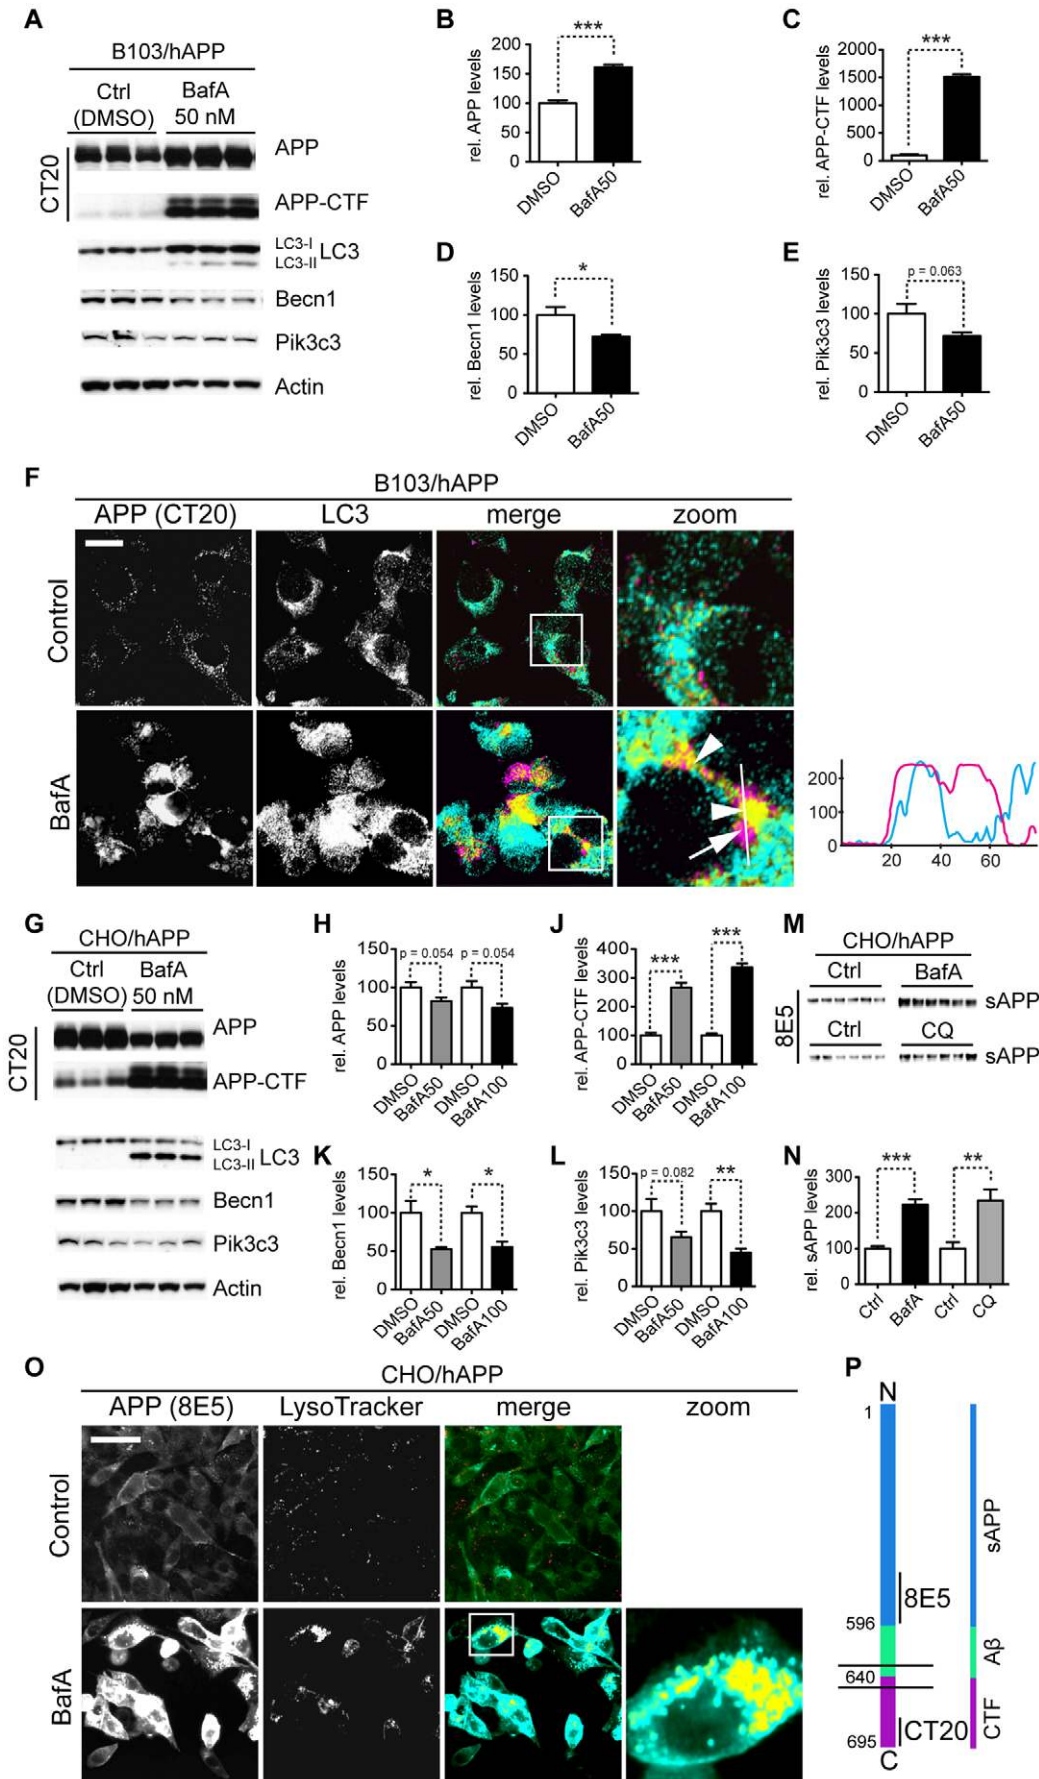 A
B103/hAPP
Ctrl
(DMSO)
BafA
50 nM
CT20
APP
APP-CTF
LC3-I
LC3-II
LC3
Becn1
Pik3c3
Actin
B
rel. APP levels
200
150
100
50
0
***
DMSO
BafA50
C
rel. APP-CTF levels
2000
1500
1000
500
0
***
DMSO
BafA50
D
rel. Becn1 levels
150
100
50
0
*
DMSO
BafA50
E
rel. Pik3c3 levels
150
100
50
0
p = 0.063
DMSO
BafA50
F
B103/hAPP
APP (CT20) LC3 merge zoom
Control
BafA
200
100
0
20 40 60
G
CHO/hAPP
Ctrl
(DMSO)
BafA
50 nM
CT20
APP
APP-CTF
LC3-I
LC3-II
LC3
Becn1
Pik3c3
Actin
H
rel. APP levels
150
100
50
0
p = 0.054 p = 0.054
DMSO
BafA50
DMSO
BafA100
J
rel. APP-CTF levels
400
300
200
100
0
*** ***
DMSO
BafA50
DMSO
BafA100
K
rel. Becn1 levels
150
100
50
0
* *
DMSO
BafA50
DMSO
BafA100
L
rel. Pik3c3 levels
150
100
50
0
p = 0.082 **
DMSO
BafA50
DMSO
BafA100
M
CHO/hAPP
Ctrl BafA
8E5
sAPP
Ctrl CQ
sAPP
N
rel. sAPP levels
300
200
100
0
*** **
Ctrl
BafA
Ctrl
CQ
O
CHO/hAPP
APP (8E5) LysoTracker merge zoom
Control
BafA
P
N
1
8E5
596
640
695
CT20
C
sAPP
Aβ
CTF